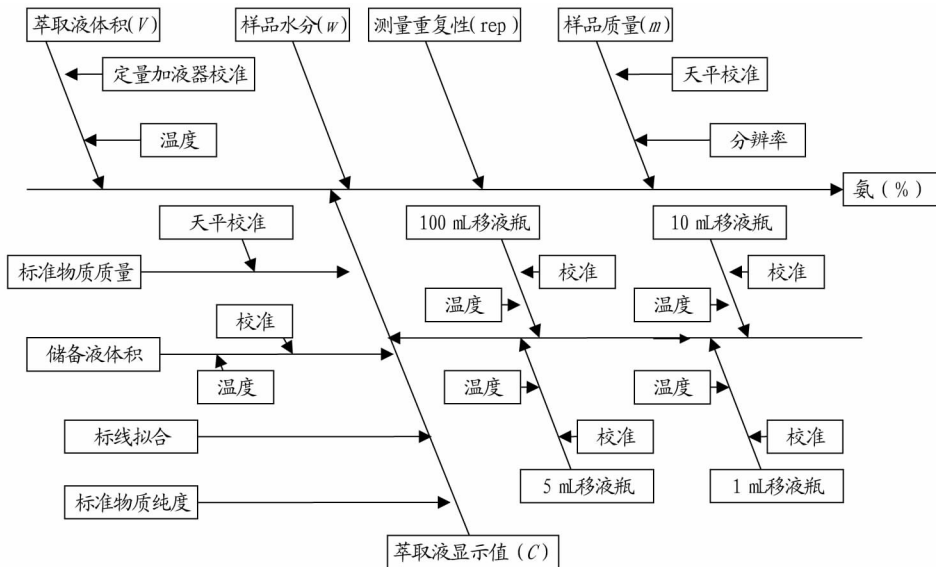 萃取液体积(V)
样品水分(w)
测量重复性(rep)
样品质量(m)
定量加液器校准
天平校准
温度
分辨率
氨(%)
天平校准
100 mL移液瓶
10 mL移液瓶
标准物质质量
校准
校准
温度
温度
校准
储备液体积
温度
温度
温度
标线拟合
校准
校准
标准物质纯度
5 mL移液瓶
1 mL移液瓶
萃取液显示值(C)